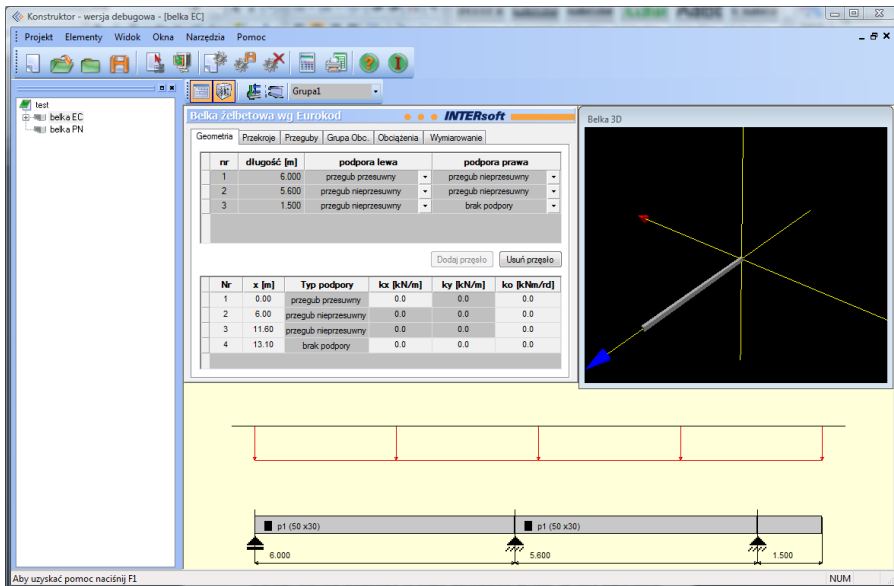 Konstruktor - wersja debugowa - [belka EC]
Projekt Elementy Widok Okna Narzędzia Pomoc
Grupa1
test
belka EC
belka PN
Belka żelbetowa wg Eurokod INTERsoft
Belka 3D
Geometria Przekroje Przeguby Grupa Obc. Obciążenia Wymiarowanie
nr długość [m] podpora lewa podpora prawa
1 6.000 przegub przesuwny przegub nieprzesuwny
2 5.600 przegub nieprzesuwny przegub nieprzesuwny
3 1.500 przegub nieprzesuwny brak podpory
Dodaj przęsło Usuń przęsło
Nr x [m] Typ podpory kx [kN/m] ky [kN/m] ko [kNm/rd]
1 0.00 przegub przesuwny 0.0 0.0 0.0
2 6.00 przegub nieprzesuwny 0.0 0.0 0.0
3 11.60 przegub nieprzesuwny 0.0 0.0 0.0
4 13.10 brak podpory 0.0 0.0 0.0
p1 (50 x30) p1 (50 x30)
6.000 5.600 1.500
Aby uzyskać pomoc naciśnij F1 NUM